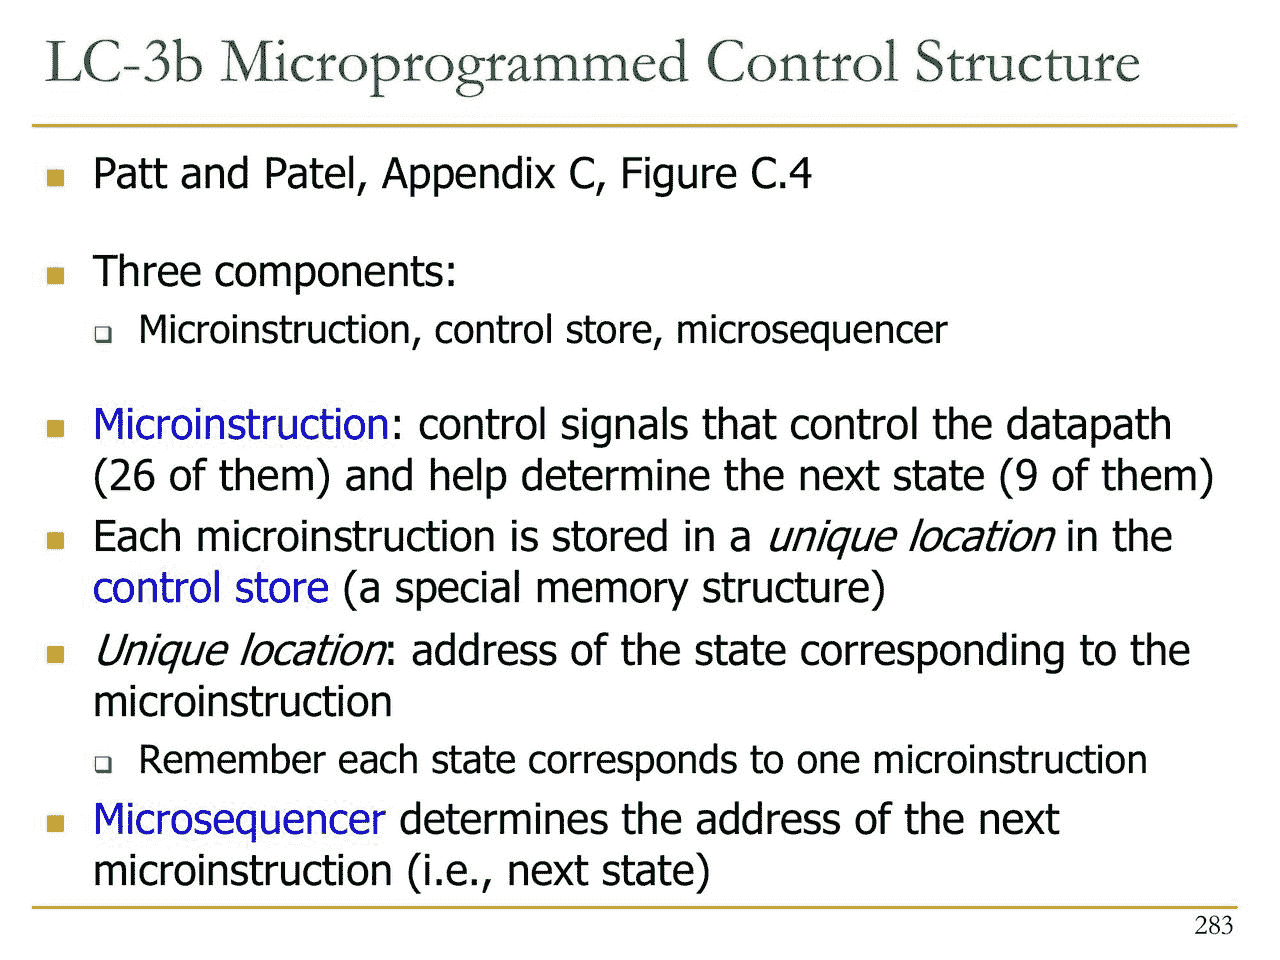 LC-3b Microprogrammed Control Structure
Patt and Patel, Appendix C, Figure C.4
Three components:
Microinstruction, control store, microsequencer
Microinstruction: control signals that control the datapath
(26 of them) and help determine the next state (9 of them)
Each microinstruction is stored in a unique location in the
control store (a special memory structure)
Unique location: address of the state corresponding to the
microinstruction
Remember each state corresponds to one microinstruction
Microsequencer determines the address of the next
microinstruction (i.e., next state)
283